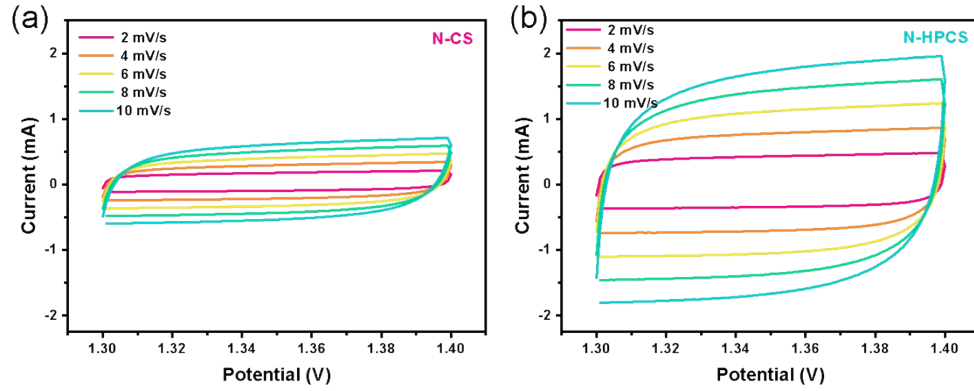 (a)
N-CS
2 mV/s
4 mV/s
6 mV/s
8 mV/s
10 mV/s
2
1
0
-1
-2
Current (mA)
1.30 1.32 1.34 1.36 1.38 1.40
Potential (V)
(b)
N-HPCS
2 mV/s
4 mV/s
6 mV/s
8 mV/s
10 mV/s
2
1
0
-1
-2
Current (mA)
1.30 1.32 1.34 1.36 1.38 1.40
Potential (V)